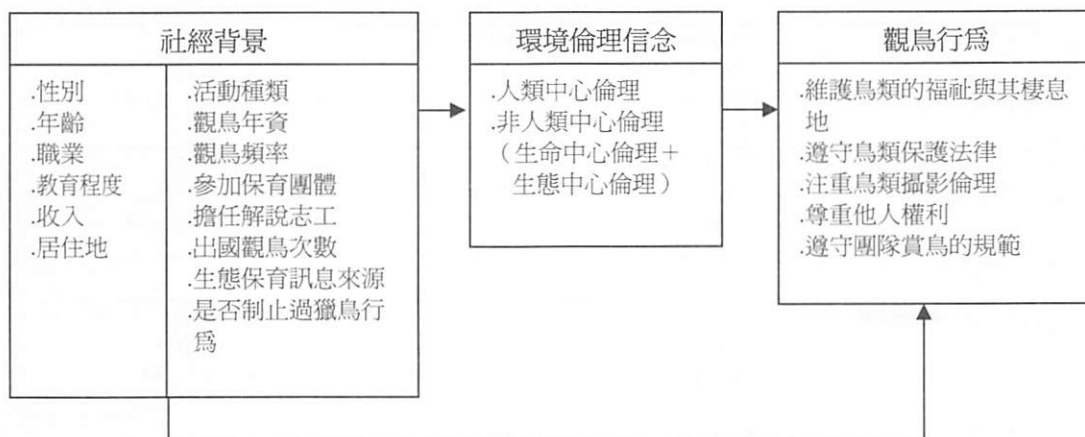 社經背景
.性別
.年齡
.職業
.教育程度
.收入
.居住地
.活動種類
.觀鳥年資
.觀鳥頻率
.參加保育團體
.擔任解說志工
.出國觀鳥次數
.生態保育訊息來源
.是否制止過獵鳥行
為
環境倫理信念
.人類中心倫理
.非人類中心倫理
（生命中心倫理＋
生態中心倫理）
觀鳥行為
.維護鳥類的福祉與其棲息
地
.遵守鳥類保護法律
.注重鳥類攝影倫理
.尊重他人權利
.遵守團隊賞鳥的規範